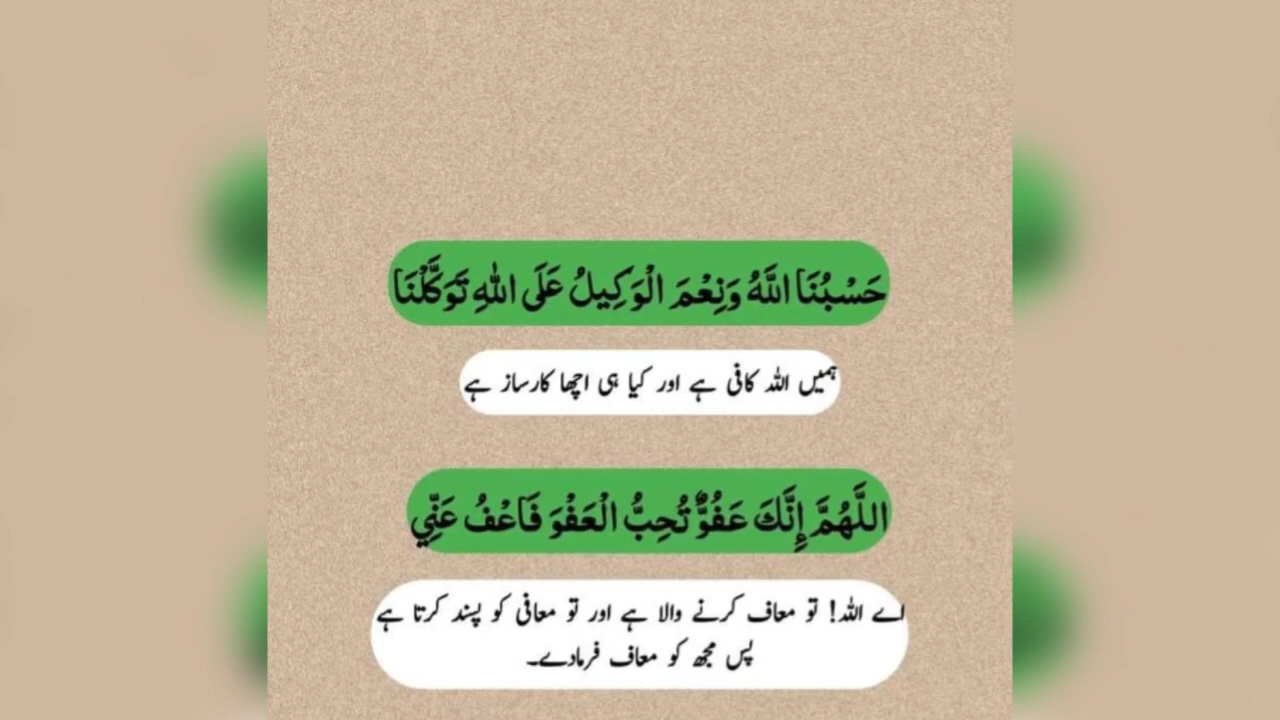 حَسْبُنَا اللَّهُ وَنِعْمَ الْوَكِيلُ عَلَى اللهِ تَوَكَّلْنَا
ہمیں اللہ کافی ہے اور کیا ہی اچھا کارساز ہے
اللَّهُمَّ إِنَّكَ عَفُوٌّ تُحِبُّ الْعَفْوَ فَاعْفُ عَنِّي
اے اللہ! تو معاف کرنے والا ہے اور تو معافی کو پسند کرتا ہے
پس مجھ کو معاف فرمادے۔